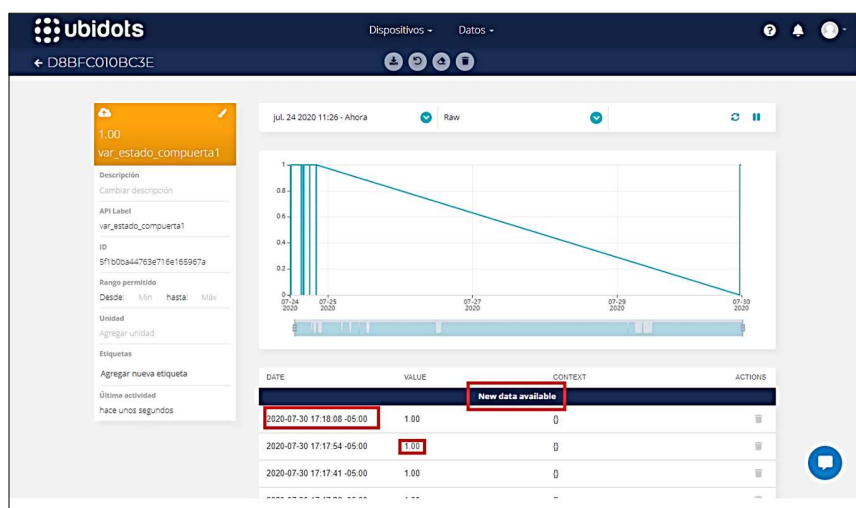 ubidots
Dispositivos Datos
D8BFC010BC3E
1.00
var_estado_compuerta1
Descripción
Cambiar descripción
API Label
var_estado_compuerta1
ID
5f1b0ba44763e716e165967a
Rango permitido
Desde: Min hasta: Máx
Unidad
Agregar unidad
Etiquetas
Agregar nueva etiqueta
Última actividad
hace unos segundos
jul. 24 2020 11:26 - Ahora Raw
1
0.8
0.6
0.4
0.2
0
07-24 07-25 07-27 07-29 07-30
2020 2020 2020 2020 2020
DATE VALUE CONTEXT ACTIONS
New data available
2020-07-30 17:18:08 -05:00 1.00 {}
2020-07-30 17:17:54 -05:00 1.00 {}
2020-07-30 17:17:41 -05:00 1.00 {}